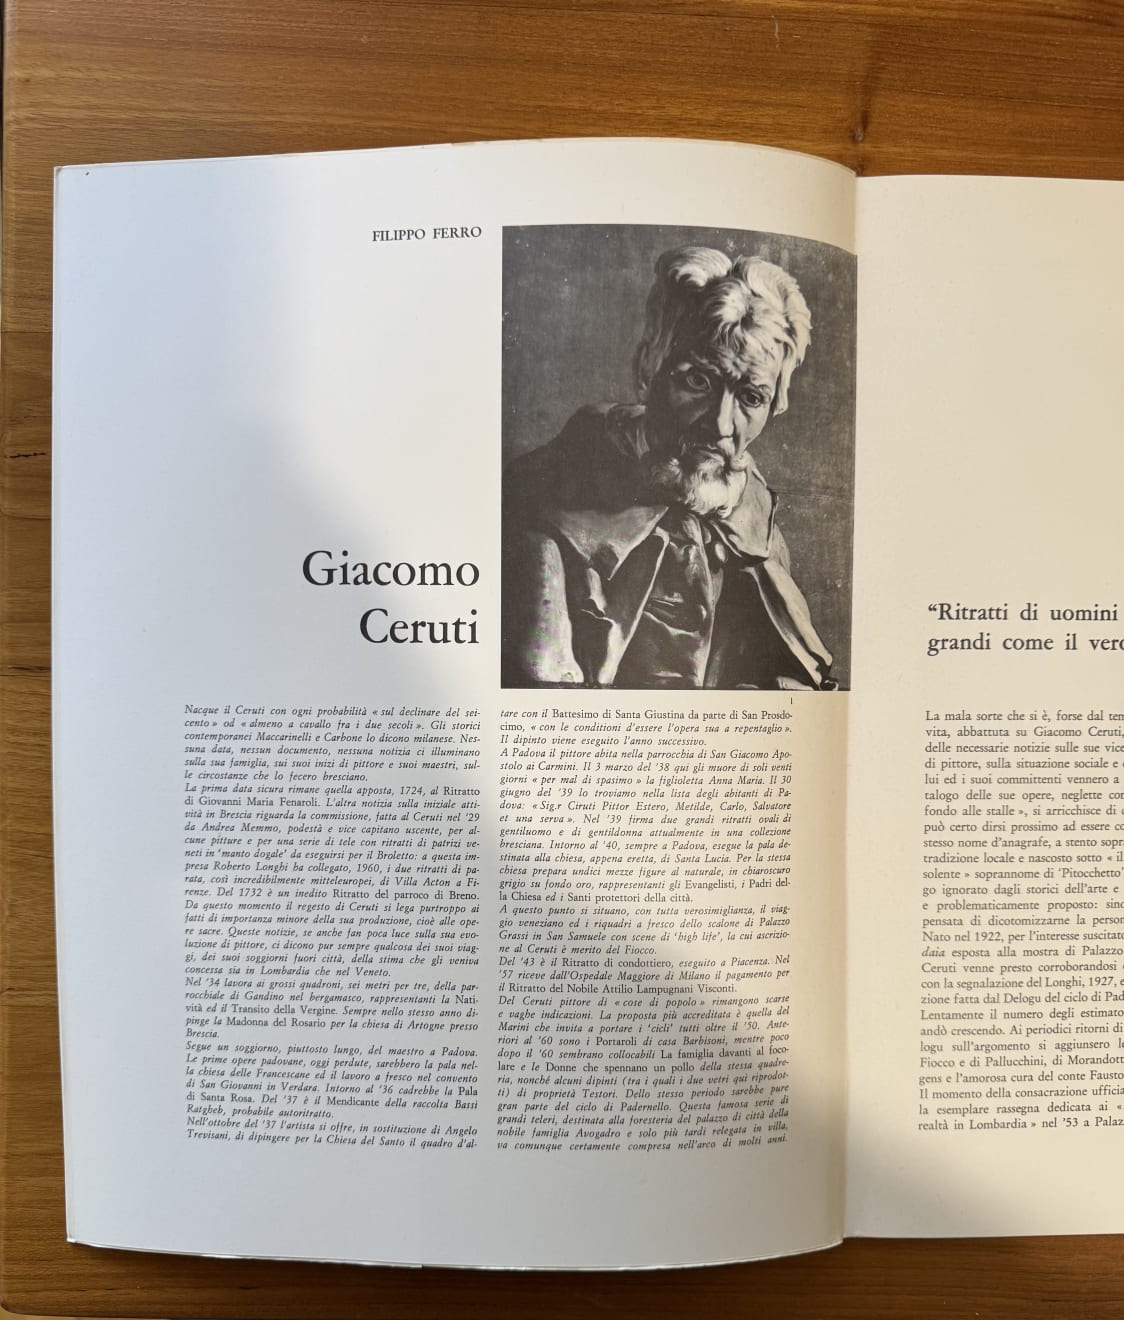 FILIPPO FERRO
Giacomo
Ceruti
1
Nacque il Ceruti con ogni probabilità « sul declinare del sei-
cento » od « almeno a cavallo fra i due secoli ». Gli storici
contemporanei Maccarinelli e Carbone lo dicono milanese. Nes-
suna data, nessun documento, nessuna notizia ci illuminano
sulla sua famiglia, sui suoi inizi di pittore e suoi maestri, sul-
le circostanze che lo fecero bresciano.
La prima data sicura rimane quella apposta, 1724, al Ritratto
di Giovanni Maria Fenaroli. L'altra notizia sulla iniziale atti-
vità in Brescia riguarda la commissione, fatta al Ceruti nel '29
da Andrea Memmo, podestà e vice capitano uscente, per al-
cune pitture e per una serie di tele con ritratti di patrizi ve-
neti in 'manto dogale' da eseguirsi per il Broletto: a questa im-
presa Roberto Longhi ha collegato, 1960, i due ritratti di pa-
rata, così incredibilmente mitteleuropei, di Villa Acton a Fi-
renze. Del 1732 è un inedito Ritratto del parroco di Breno.
Da questo momento il regesto di Ceruti si lega purtroppo ai
fatti di importanza minore della sua produzione, cioè alle ope-
re sacre. Queste notizie, se anche fan poca luce sulla sua evo-
luzione di pittore, ci dicono pur sempre qualcosa dei suoi viag-
gi, dei suoi soggiorni fuori città, della stima che gli veniva
concessa sia in Lombardia che nel Veneto.
Nel '34 lavora ai grossi quadroni, sei metri per tre, della par-
rocchiale di Gandino nel bergamasco, rappresentanti la Nati-
vità ed il Transito della Vergine. Sempre nello stesso anno di-
pinge la Madonna del Rosario per la chiesa di Artogne presso
Brescia.
Segue un soggiorno, piuttosto lungo, del maestro a Padova.
Le prime opere padovane, oggi perdute, sarebbero la pala nel-
la chiesa delle Francescane ed il lavoro a fresco nel convento
di San Giovanni in Verdara. Intorno al '36 cadrebbe la Pala
di Santa Rosa. Del '37 è il Mendicante della raccolta Bassi
Ratgheb, probabile autoritratto.
Nell'ottobre del '37 l'artista si offre, in sostituzione di Angelo
Trevisani, di dipingere per la Chiesa del Santo il quadro d'al-
tare con il Battesimo di Santa Giustina da parte di San Prosdo-
cimo, « con le conditioni d'essere l'opera sua a repentaglio ».
Il dipinto viene eseguito l'anno successivo.
A Padova il pittore abita nella parrocchia di San Giacomo Apo-
stolo ai Carmini. Il 3 marzo del '38 qui gli muore di soli venti
giorni « per mal di spasimo » la figlioletta Anna Maria. Il 30
giugno del '39 lo troviamo nella lista degli abitanti di Pa-
dova: « Sig.r Ciruti Pittor Estero, Metilde, Carlo, Salvatore
et una serva ». Nel '39 firma due grandi ritratti ovali di
gentiluomo e di gentildonna attualmente in una collezione
bresciana. Intorno al '40, sempre a Padova, esegue la pala de-
stinata alla chiesa, appena eretta, di Santa Lucia. Per la stessa
chiesa prepara undici mezze figure al naturale, in chiaroscuro
grigio su fondo oro, rappresentanti gli Evangelisti, i Padri del-
la Chiesa ed i Santi protettori della città.
A questo punto si situano, con tutta verosimiglianza, il viag-
gio veneziano ed i riquadri a fresco dello scalone di Palazzo
Grassi in San Samuele con scene di 'high life', la cui ascrizio-
ne al Ceruti è merito del Fiocco.
Del '43 è il Ritratto di condottiero, eseguito a Piacenza. Nel
'57 riceve dall'Ospedale Maggiore di Milano il pagamento per
il Ritratto del Nobile Attilio Lampugnani Visconti.
Del Ceruti pittore di « cose di popolo » rimangono scarse
e vaghe indicazioni. La proposta più accreditata è quella del
Marini che invita a portare i 'cicli' tutti oltre il '50. Ante-
riori al '60 sono i Portaroli di casa Barbisoni, mentre poco
dopo il '60 sembrano collocabili La famiglia davanti al foco-
lare e le Donne che spennano un pollo della stessa quadre-
ria, nonché alcuni dipinti (tra i quali i due vetri qui riprodot-
ti) di proprietà Testori. Dello stesso periodo sarebbe pure
gran parte del ciclo di Padernello. Questa famosa serie di
grandi teleri, destinata alla foresteria del palazzo di città della
nobile famiglia Avogadro e solo più tardi relegata in villa,
va comunque certamente compresa nell'arco di molti anni.
“Ritratti di uomini
grandi come il vero
La mala sorte che si è, forse dal tem
vita, abbattuta su Giacomo Ceruti,
delle necessarie notizie sulle sue vice
di pittore, sulla situazione sociale e
lui ed i suoi committenti vennero a
talogo delle sue opere, neglette con
fondo alle stalle », si arricchisce di
può certo dirsi prossimo ad essere co
stesso nome d'anagrafe, a stento sopr
tradizione locale e nascosto sotto « il
solente » soprannome di 'Pitocchetto'
go ignorato dagli storici dell'arte e
e problematicamente proposto: sino
pensata di dicotomizzarne la person
Nato nel 1922, per l'interesse suscitato
daia esposta alla mostra di Palazzo
Ceruti venne presto corroborandosi
con la segnalazione del Longhi, 1927, e
zione fatta dal Delogu del ciclo di Pad
Lentamente il numero degli estimato
andò crescendo. Ai periodici ritorni di
logu sull'argomento si aggiunsero le
Fiocco e di Pallucchini, di Morandott
gens e l'amorosa cura del conte Fausto
Il momento della consacrazione ufficia
la esemplare rassegna dedicata ai «
realtà in Lombardia » nel '53 a Palaz